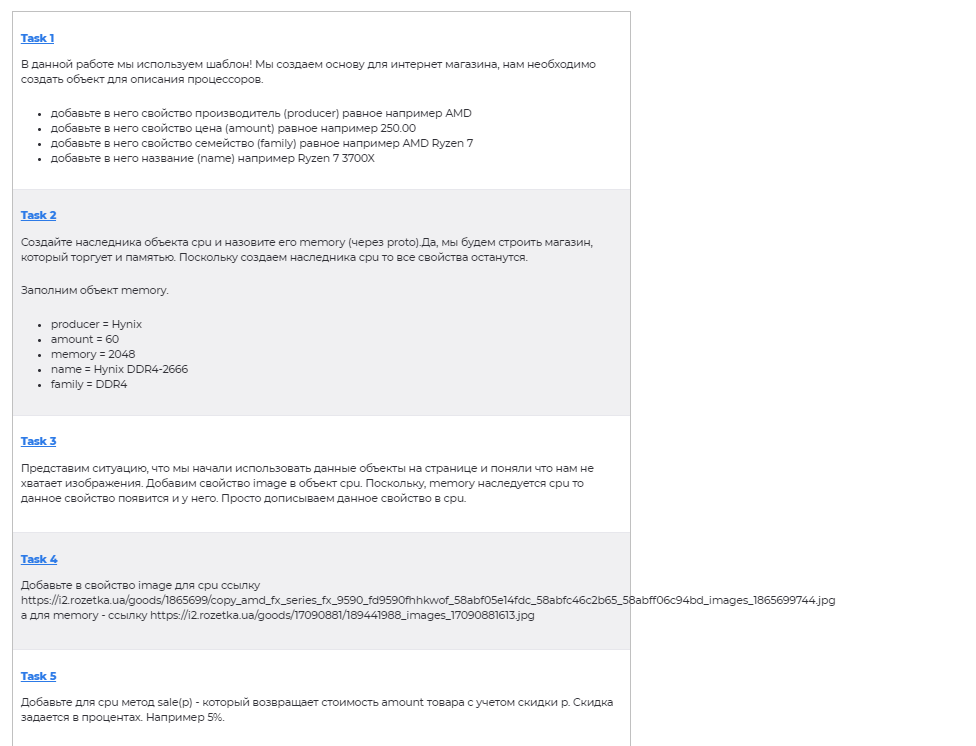 Task 1
В данной работе мы используем шаблон! Мы создаем основу для интернет магазина, нам необходимо
создать объект для описания процессоров.
• добавьте в него свойство производитель (producer) равное например AMD
• добавьте в него свойство цена (amount) равное например 250.00
• добавьте в него свойство семейство (family) равное например AMD Ryzen 7
• добавьте в него название (name) например Ryzen 7 3700X
Task 2
Создайте наследника объекта cpu и назовите его memory (через proto).Да, мы будем строить магазин,
который торгует и памятью. Поскольку создаем наследника cpu то все свойства останутся.
Заполним объект memory.
• producer = Hynix
• amount = 60
• memory = 2048
• name = Hynix DDR4-2666
• family = DDR4
Task 3
Представим ситуацию, что мы начали использовать данные объекты на странице и поняли что нам не
хватает изображения. Добавим свойство image в объект cpu. Поскольку, memory наследуется cpu то
данное свойство появится и у него. Просто дописываем данное свойство в cpu.
Task 4
Добавьте в свойство image для cpu ссылку
https://i2.rozetka.ua/goods/1865699/copy_amd_fx_series_fx_9590_fd9590fhhkwof_58abf05e14fdc_58abfc46c2b65_58abff06c94bd_images_1865699744.jpg
а для memory - ссылку https://i2.rozetka.ua/goods/17090881/189441988_images_17090881613.jpg
Task 5
Добавьте для cpu метод sale(p) - который возвращает стоимость amount товара с учетом скидки p. Скидка
задается в процентах. Например 5%.